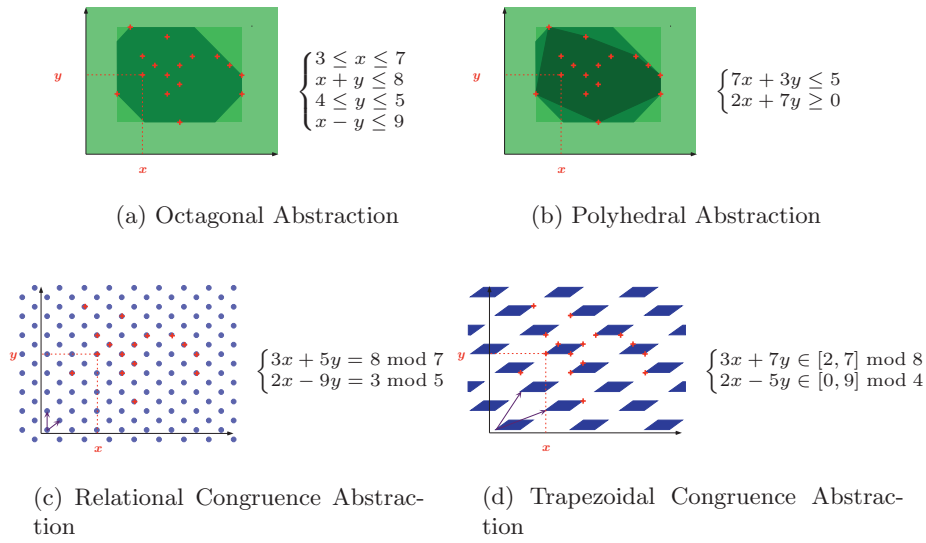 y
x
3 ≤ x ≤ 7
x + y ≤ 8
4 ≤ y ≤ 5
x − y ≤ 9
(a) Octagonal Abstraction
y
x
7x + 3y ≤ 5
2x + 7y ≥ 0
(b) Polyhedral Abstraction
y
x
3x + 5y = 8 mod 7
2x − 9y = 3 mod 5
(c) Relational Congruence Abstrac-
tion
y
x
3x + 7y ∈ [2, 7] mod 8
2x − 5y ∈ [0, 9] mod 4
(d) Trapezoidal Congruence Abstrac-
tion